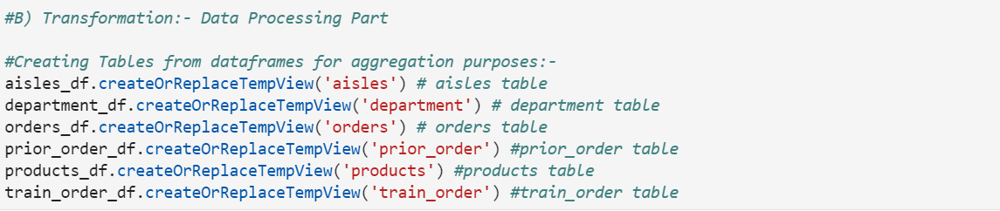 #B) Transformation:- Data Processing Part
#Creating Tables from dataframes for aggregation purposes:-
aisles_df.createOrReplaceTempView('aisles') # aisles table
department_df.createOrReplaceTempView('department') # department table
orders_df.createOrReplaceTempView('orders') # orders table
prior_order_df.createOrReplaceTempView('prior_order') #prior_order table
products_df.createOrReplaceTempView('products') #products table
train_order_df.createOrReplaceTempView('train_order') #train_order table